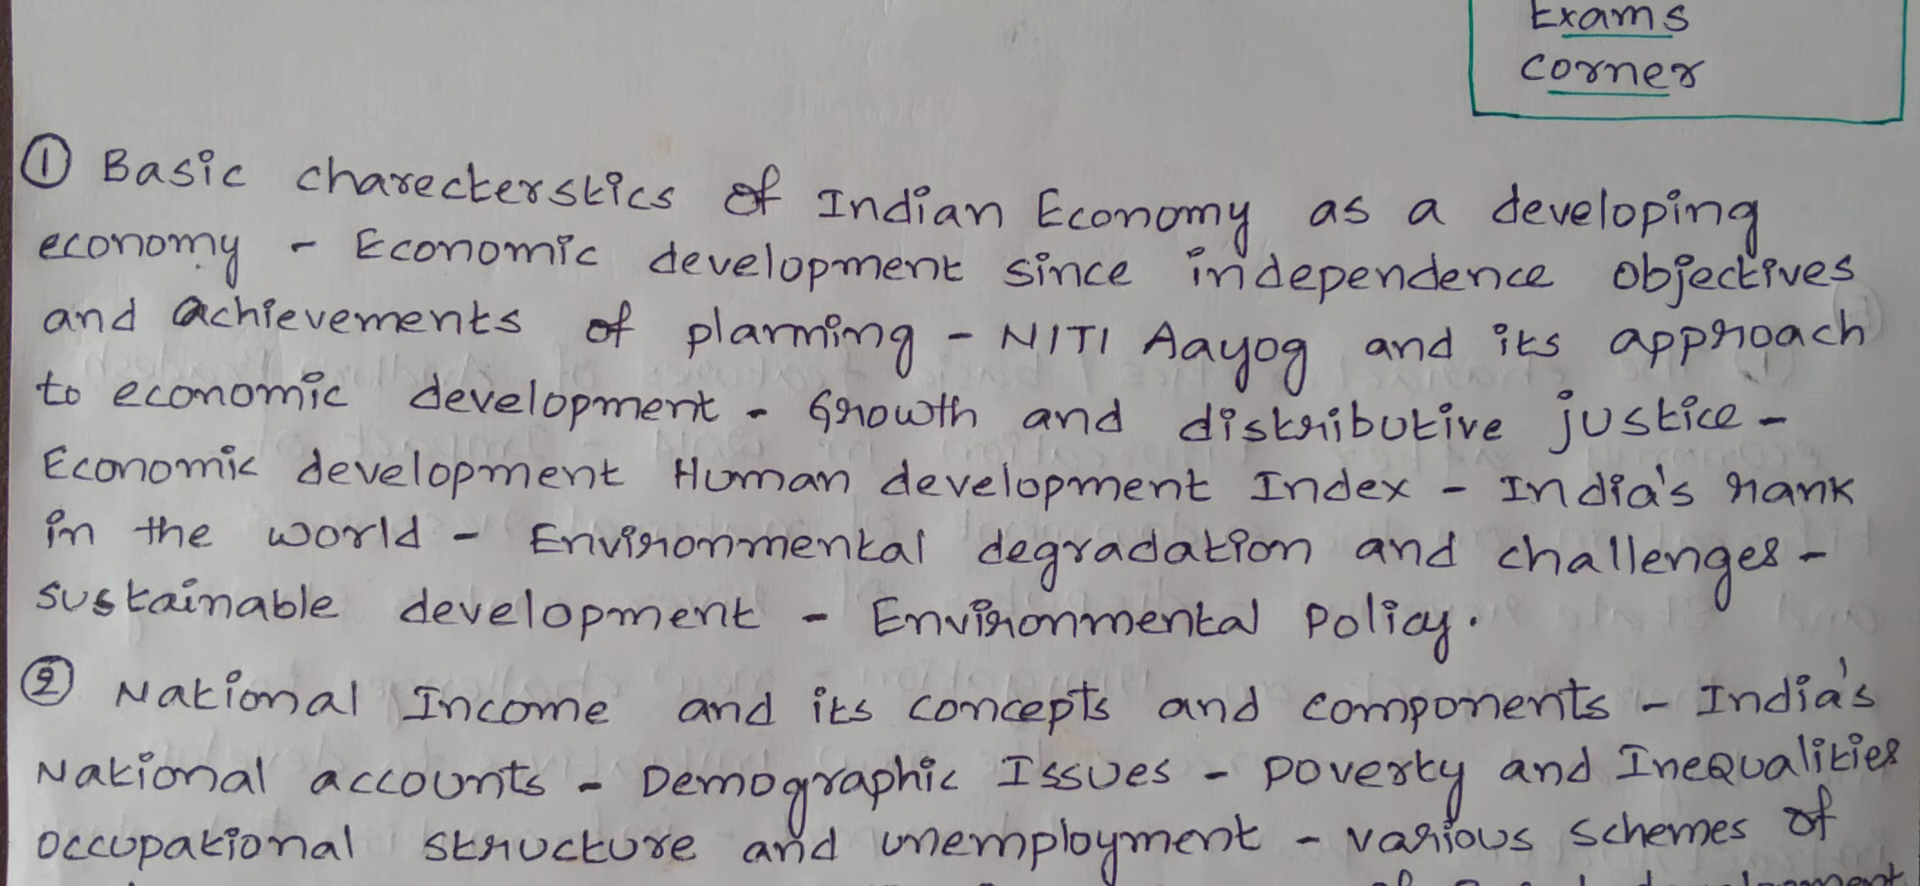 Exams
Corner
① Basic charecterstics of Indian Economy as a developing
economy - Economic development since independence objectives
and achievements of planning - NITI Aayog and its approach
to economic development - Growth and distributive justice -
Economic development Human development Index - India's rank
in the world - Environmental degradation and challenges -
sustainable development - Environmental Policy.
② National Income and its concepts and components - India's
National accounts - Demographic Issues - poverty and Inequalities
occupational structure and unemployment - various schemes of